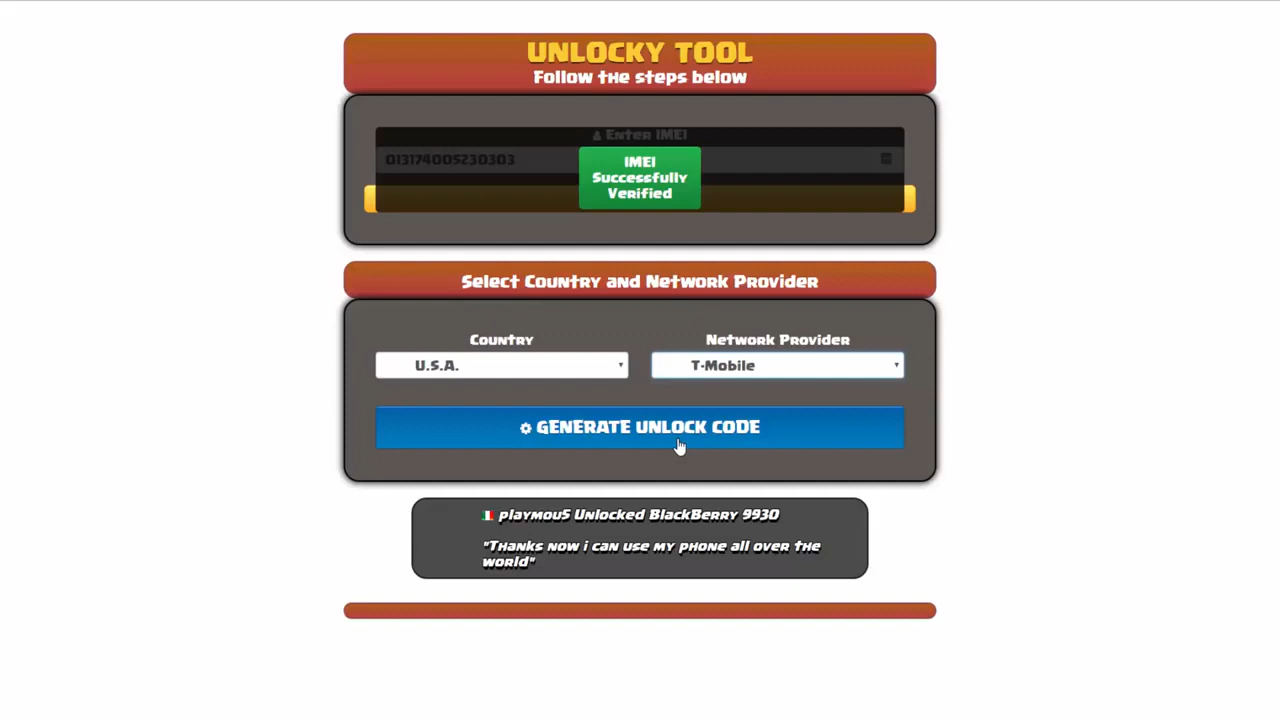 UNLOCKY TOOL
Follow the steps below
Enter IMEI
013174005230303
IMEI
Successfully
Verified
Select Country and Network Provider
Country
Network Provider
U.S.A.
T-Mobile
GENERATE UNLOCK CODE
playmou5 Unlocked BlackBerry 9930
"Thanks now i can use my phone all over the
world"